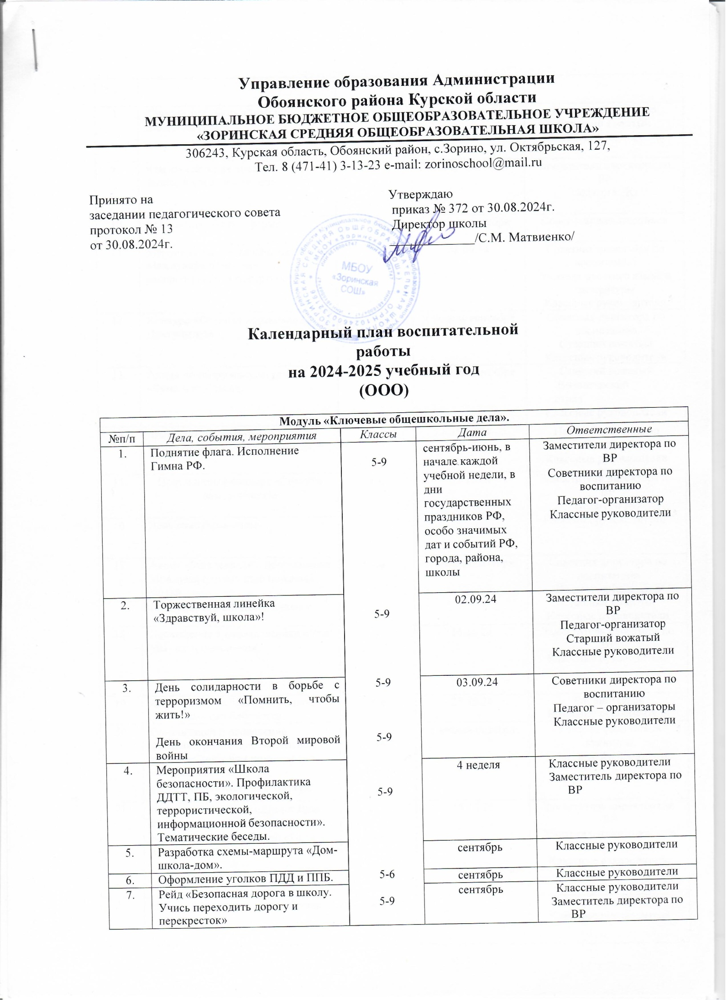 Управление образования Администрации
Обоянского района Курской области
МУНИЦИПАЛЬНОЕ БЮДЖЕТНОЕ ОБЩЕОБРАЗОВАТЕЛЬНОЕ УЧРЕЖДЕНИЕ
«ЗОРИНСКАЯ СРЕДНЯЯ ОБЩЕОБРАЗОВАТЕЛЬНАЯ ШКОЛА»
306243, Курская область, Обоянский район, с.Зорино, ул. Октябрьская, 127,
Тел. 8 (471-41) 3-13-23 e-mail: zorinoschool@mail.ru
Принято на
заседании педагогического совета
протокол № 13
от 30.08.2024г.
Утверждаю
приказ № 372 от 30.08.2024г.
Директор школы
/С.М. Матвиенко/
МБОУ
«Зоринская
СОШ»
Календарный план воспитательной
работы
на 2024-2025 учебный год
(ООО)
Модуль «Ключевые общешкольные дела».
№п/п Дела, события, мероприятия Классы Дата Ответственные
1.
Поднятие флага. Исполнение
Гимна РФ.
5-9
сентябрь-июнь, в
начале каждой
учебной недели, в
дни
государственных
праздников РФ,
особо значимых
дат и событий РФ,
города, района,
школы
Заместители директора по
ВР
Советники директора по
воспитанию
Педагог-организатор
Классные руководители
2.
Торжественная линейка
«Здравствуй, школа»!
5-9
02.09.24
Заместители директора по
ВР
Педагог-организатор
Старший вожатый
Классные руководители
3.
День солидарности в борьбе с
терроризмом «Помнить, чтобы
жить!»
День окончания Второй мировой
войны
5-9
5-9
03.09.24
Советники директора по
воспитанию
Педагог – организаторы
Классные руководители
4.
Мероприятия «Школа
безопасности». Профилактика
ДДТТ, ПБ, экологической,
террористической,
информационной безопасности».
Тематические беседы.
5-9
4 неделя
Классные руководители
Заместитель директора по
ВР
5.
Разработка схемы-маршрута «Дом-
школа-дом».
сентябрь
Классные руководители
6.
Оформление уголков ПДД и ППБ.
5-6
сентябрь
Классные руководители
7.
Рейд «Безопасная дорога в школу.
Учись переходить дорогу и
перекресток»
5-9
сентябрь
Классные руководители
Заместитель директора по
ВР